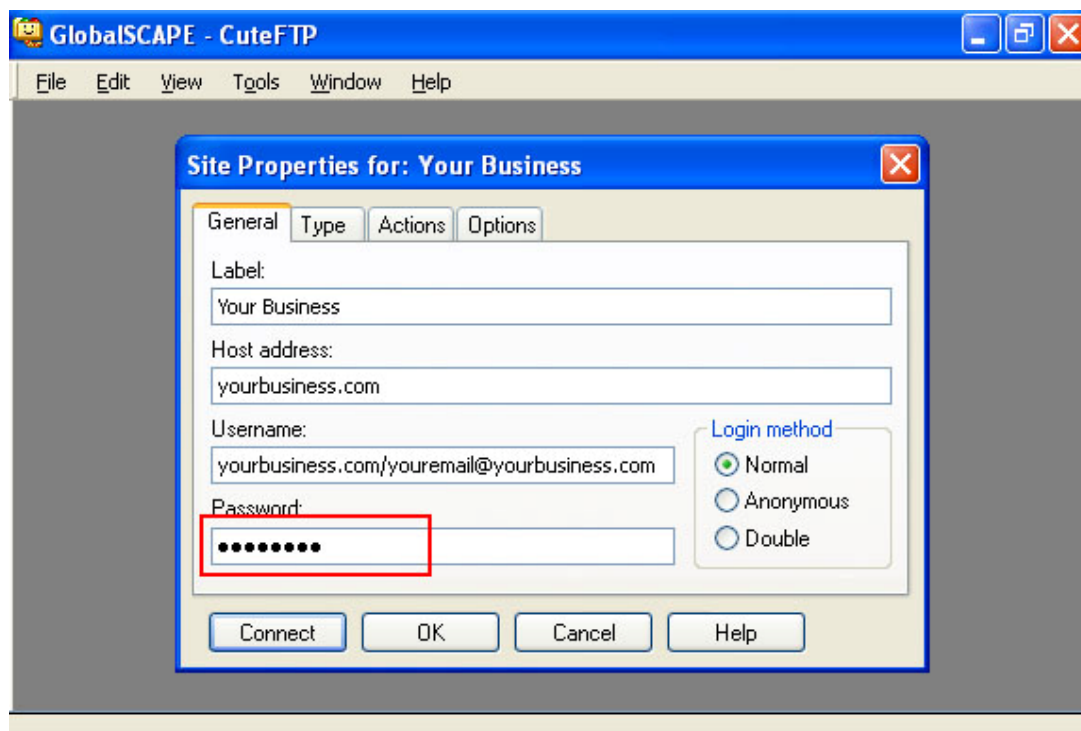 GlobalSCAPE - CuteFTP
File Edit View Tools Window Help
Site Properties for: Your Business
General Type Actions Options
Label:
Your Business
Host address:
yourbusiness.com
Username:
yourbusiness.com/youremail@yourbusiness.com
Password:
••••••••
Login method
Normal
Anonymous
Double
Connect OK Cancel Help